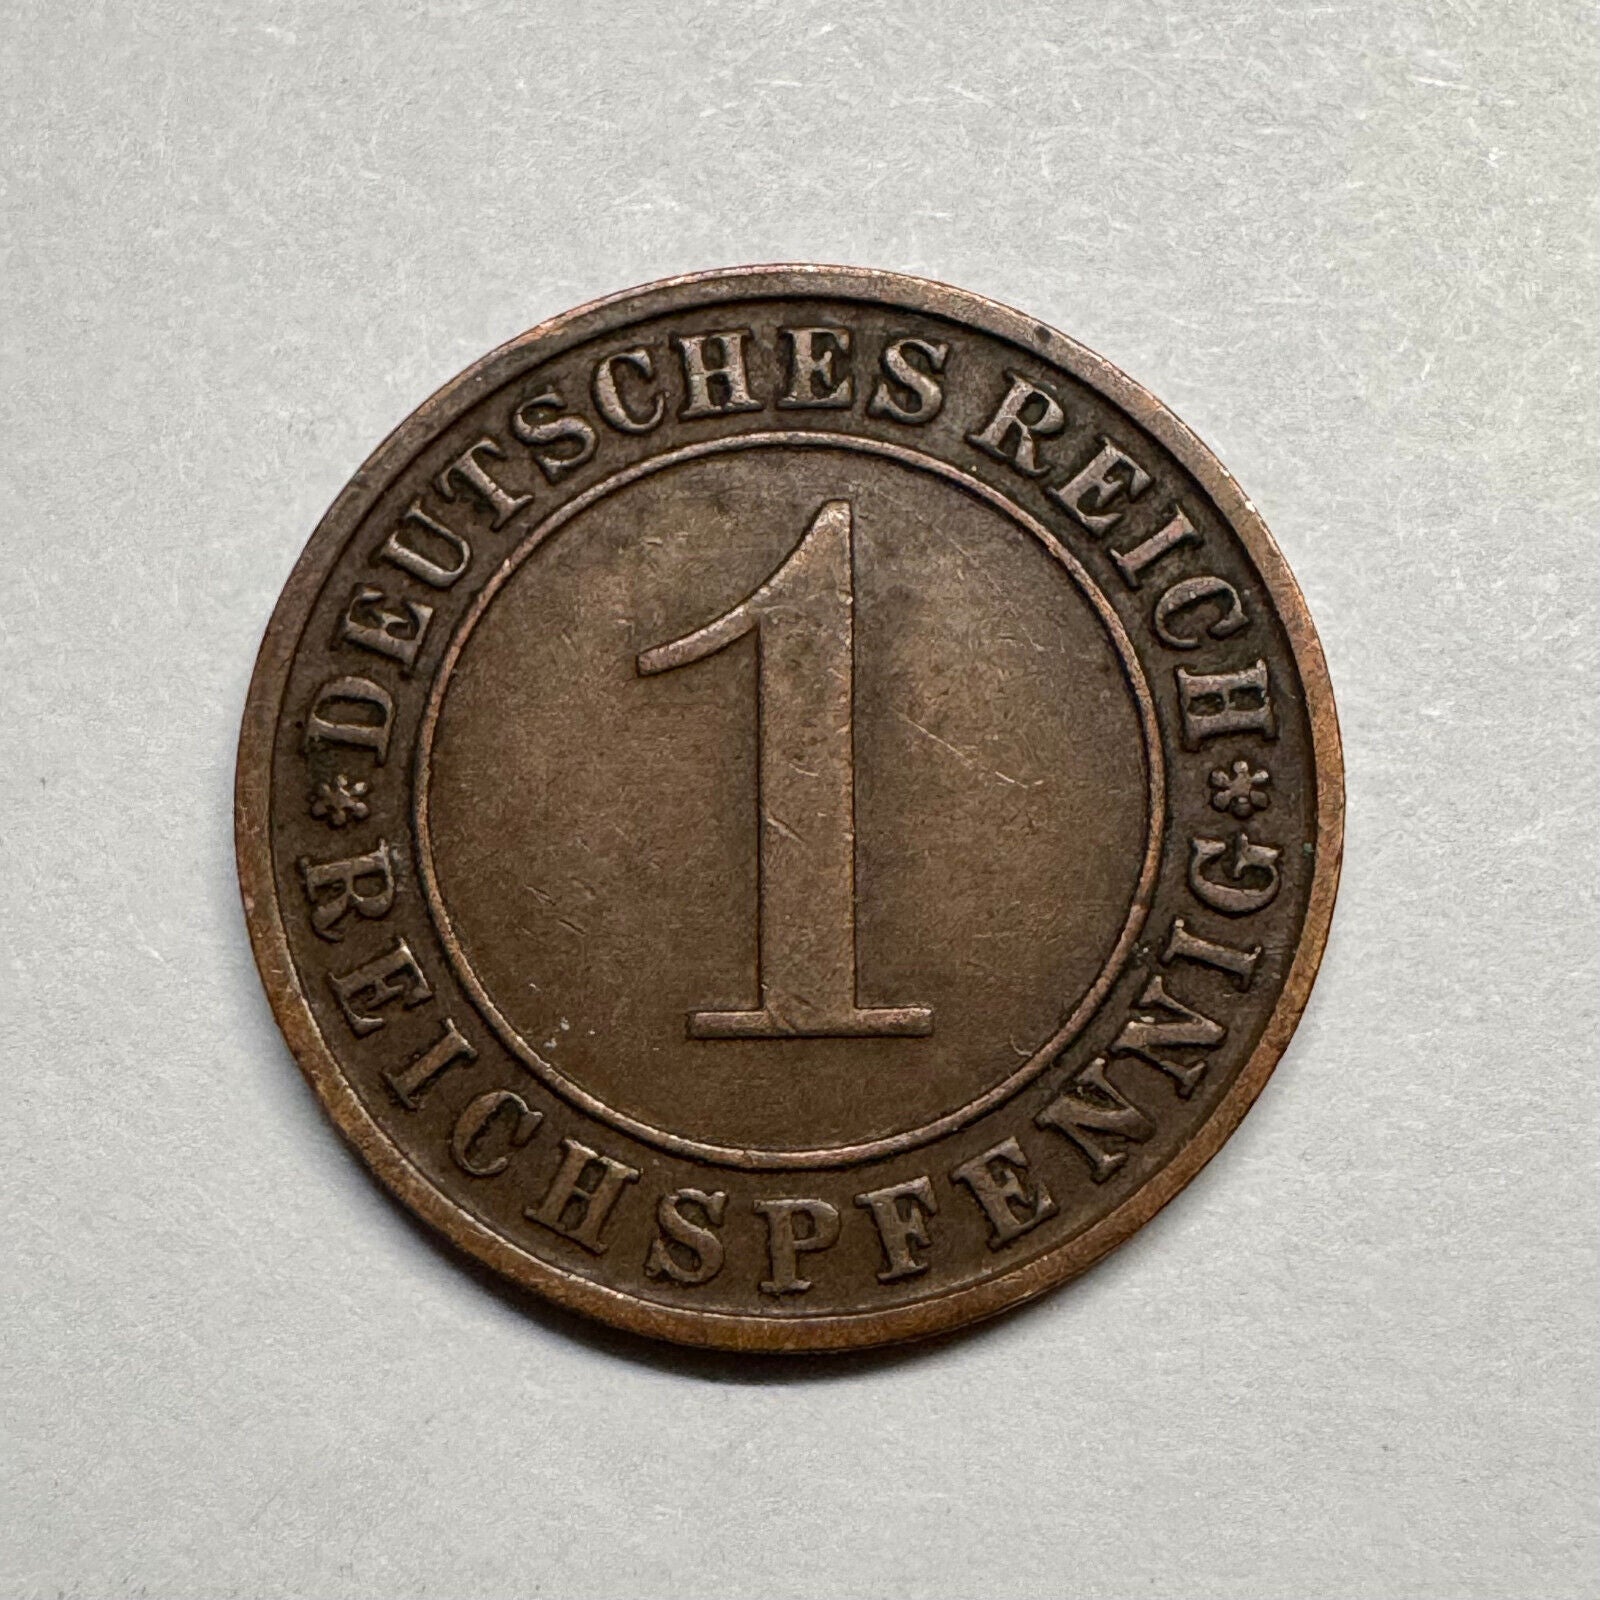 DEUTSCHES REICH
1
REICHSPFENNIG